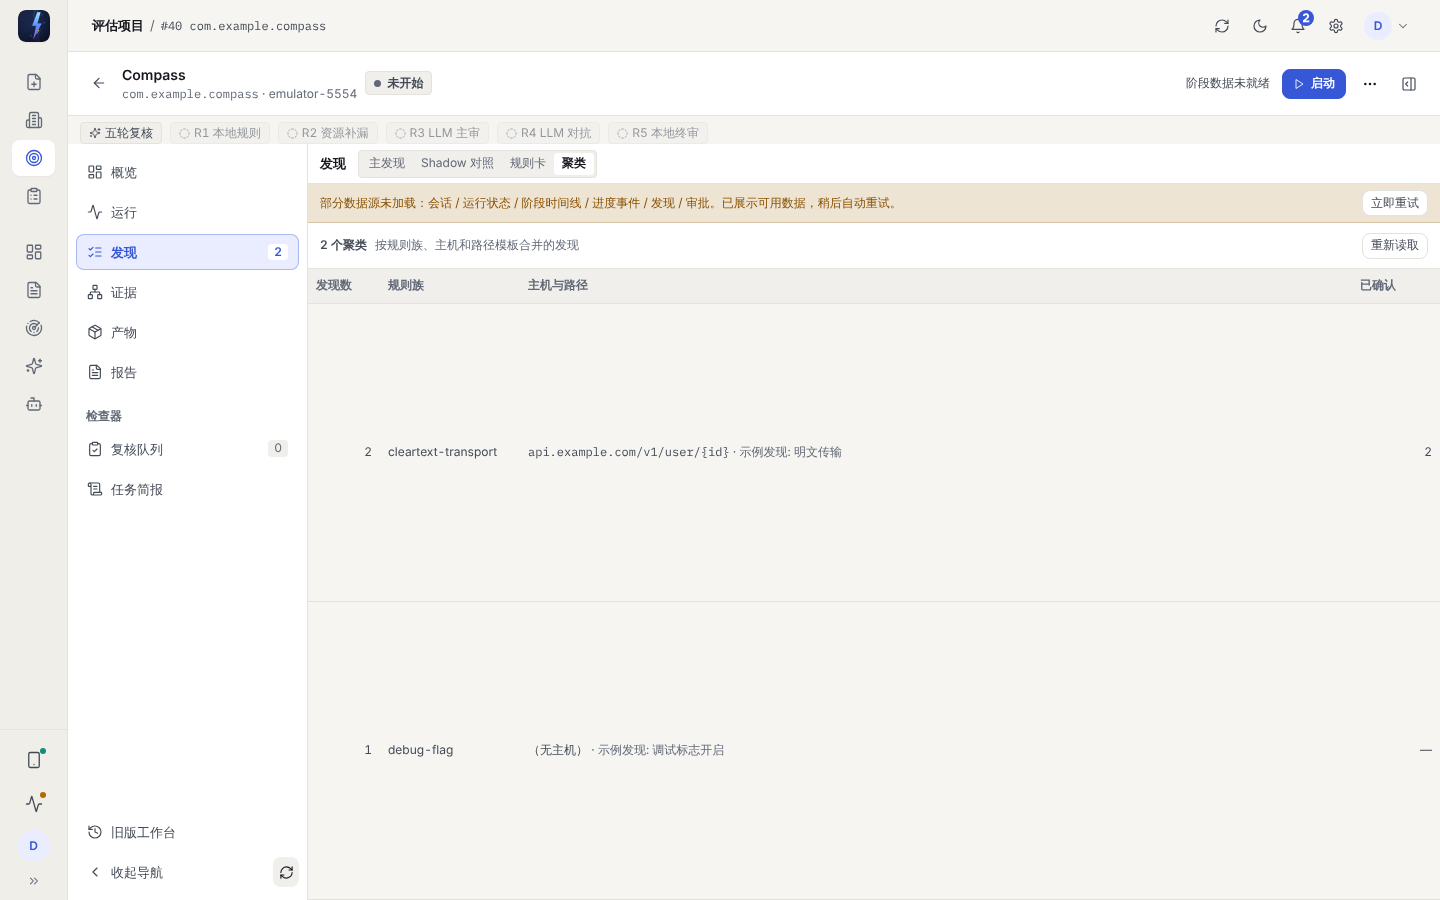 评估项目 / #40 com.example.compass
2
D
Compass
com.example.compass · emulator-5554
未开始
阶段数据未就绪
启动
五轮复核
R1 本地规则
R2 资源补漏
R3 LLM 主审
R4 LLM 对抗
R5 本地终审
概览
运行
发现 2
证据
产物
报告
检查器
复核队列 0
任务简报
旧版工作台
收起导航
D
发现
主发现
Shadow 对照
规则卡
聚类
部分数据源未加载：会话 / 运行状态 / 阶段时间线 / 进度事件 / 发现 / 审批。已展示可用数据，稍后自动重试。
立即重试
2 个聚类 按规则族、主机和路径模板合并的发现
重新读取
发现数 规则族 主机与路径 已确认
2 cleartext-transport api.example.com/v1/user/{id} · 示例发现: 明文传输 2
1 debug-flag （无主机） · 示例发现: 调试标志开启 —